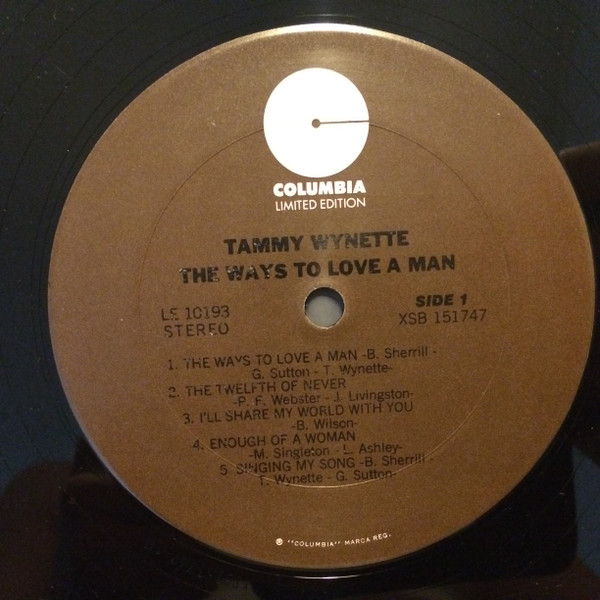 COLUMBIA
LIMITED EDITION
TAMMY WYNETTE
THE WAYS TO LOVE A MAN
LE 10193
STEREO
SIDE 1
XSB 151747
1. THE WAYS TO LOVE A MAN -B. Sherrill -
G. Sutton - T. Wynette-
2. THE TWELFTH OF NEVER
-P. F. Webster - J. Livingston-
3. I'LL SHARE MY WORLD WITH YOU
-B. Wilson-
4. ENOUGH OF A WOMAN
-M. Singleton - L. Ashley-
5 SINGING MY SONG -B. Sherrill -
T. Wynette - G. Sutton-
® "COLUMBIA" MARCA REG.